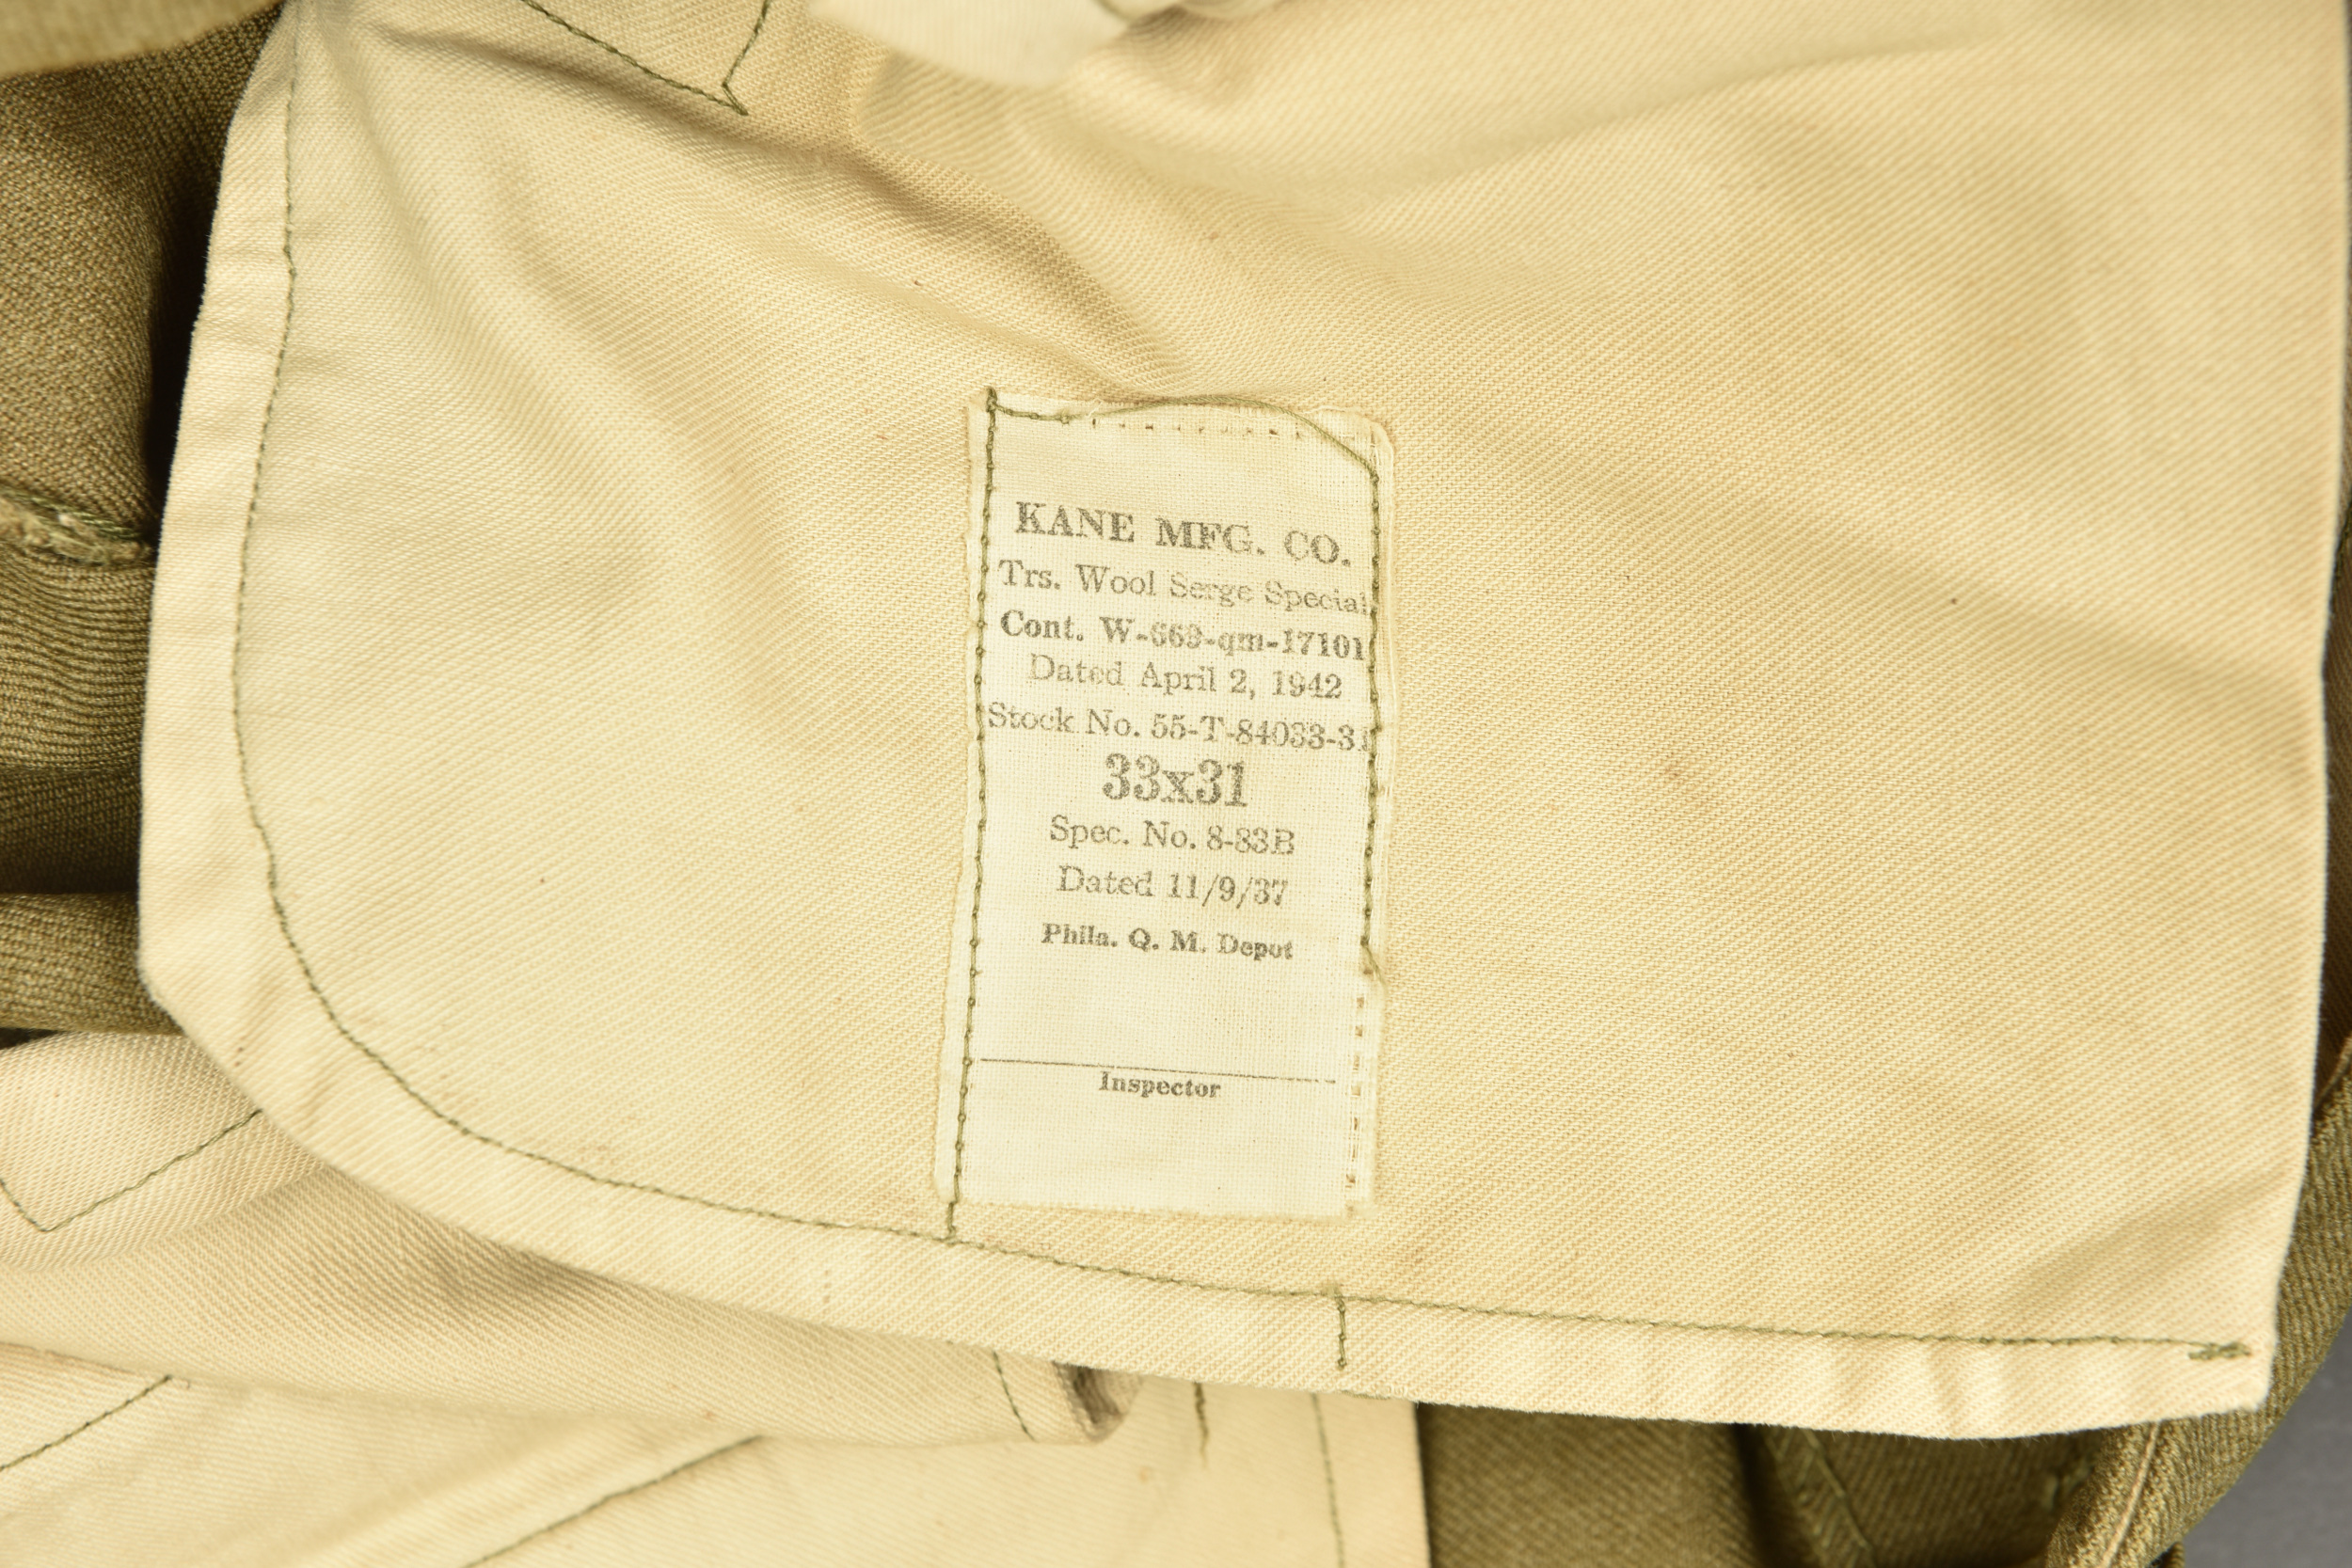 KANE MFG. CO.
Trs. Wool Serge Special
Cont. W-669-qm-17101
Dated April 2, 1942
Stock No. 55-T-84033-31
33x31
Spec. No. 8-83B
Dated 11/9/37
Phila. Q. M. Depot
Inspector